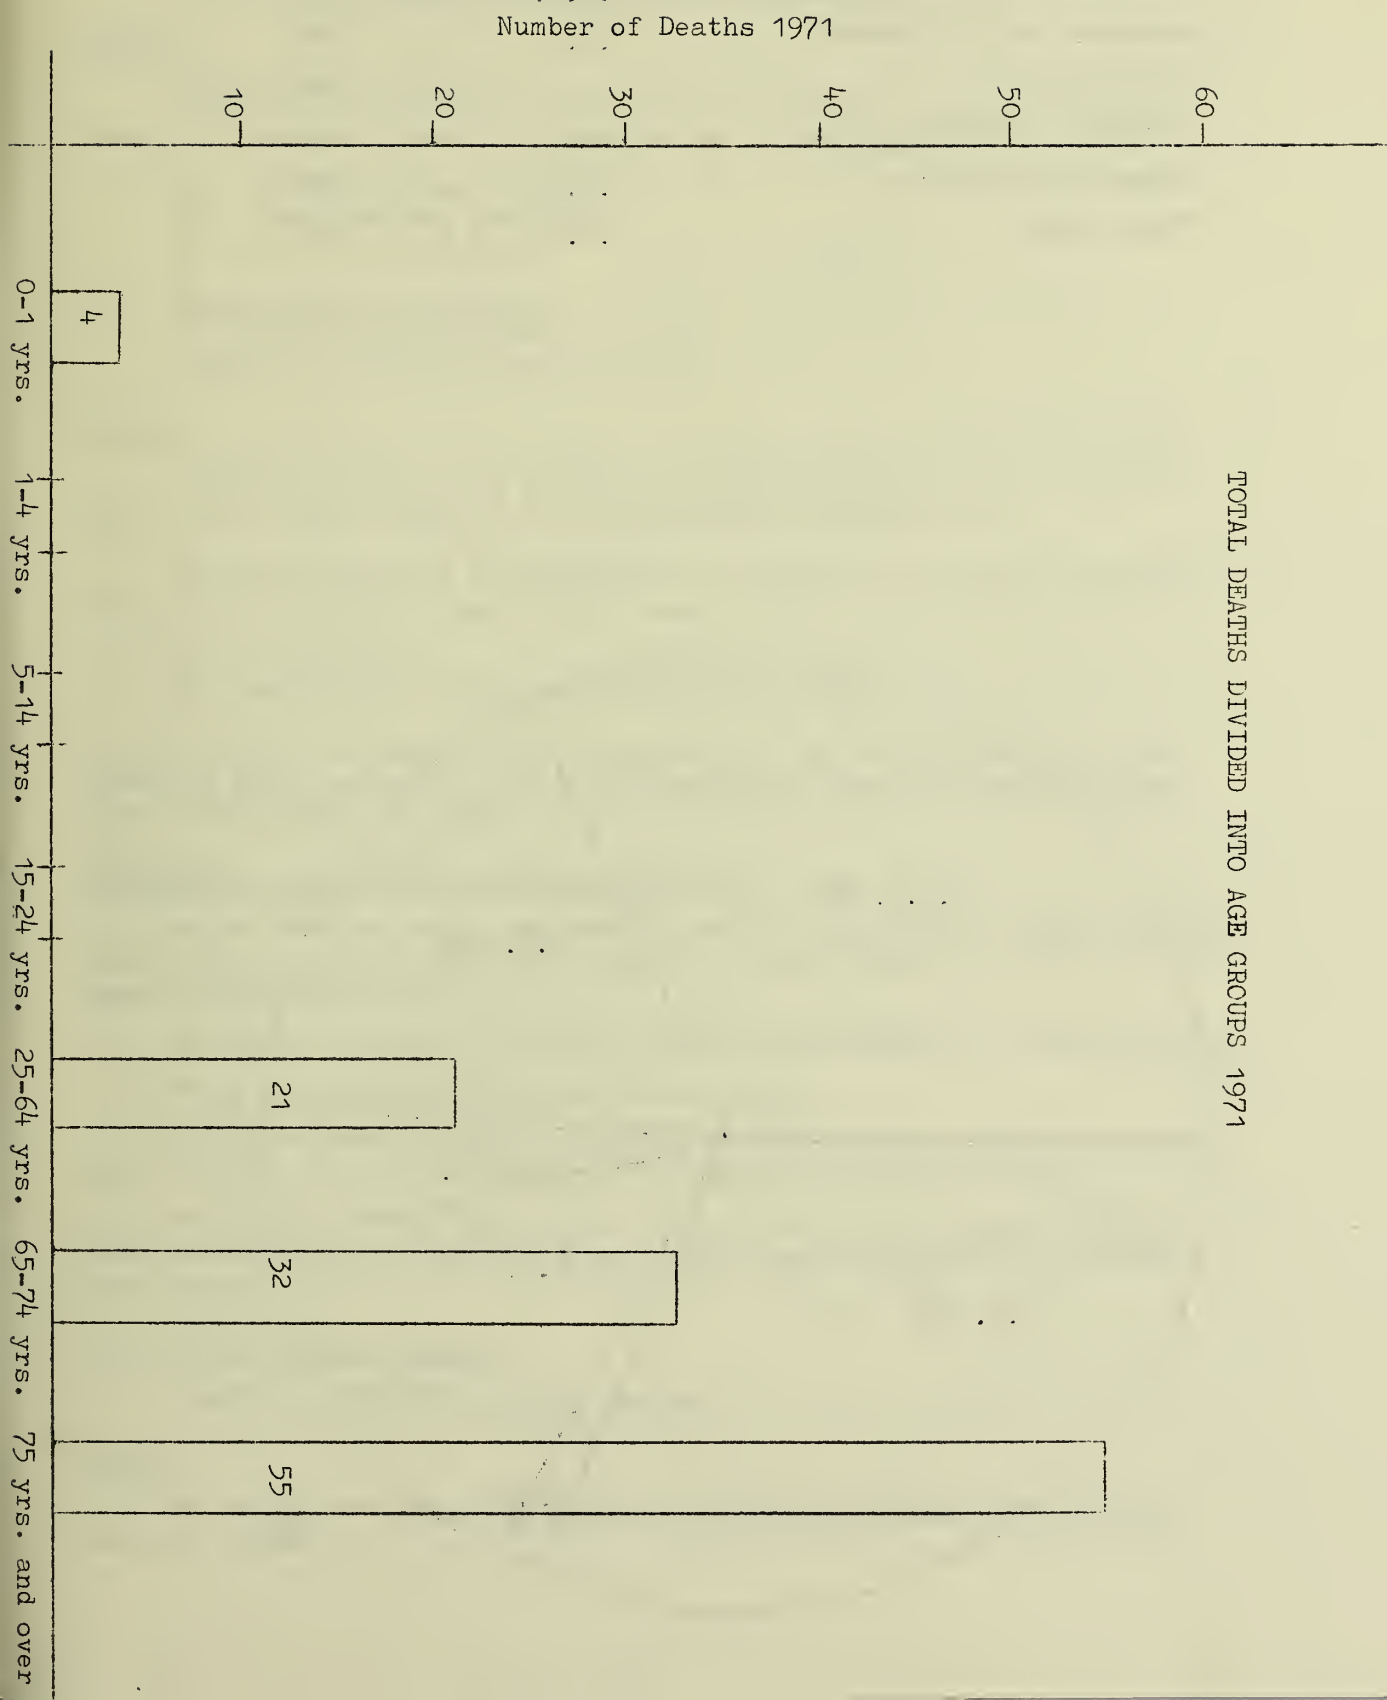 TOTAL DEATHS DIVIDED INTO AGE GROUPS 1971
Number of Deaths 1971
60
50
40
30
20
10
4
21
32
55
0-1 yrs.
1-4 yrs.
5-14 yrs.
15-24 yrs.
25-64 yrs.
65-74 yrs.
75 yrs. and over